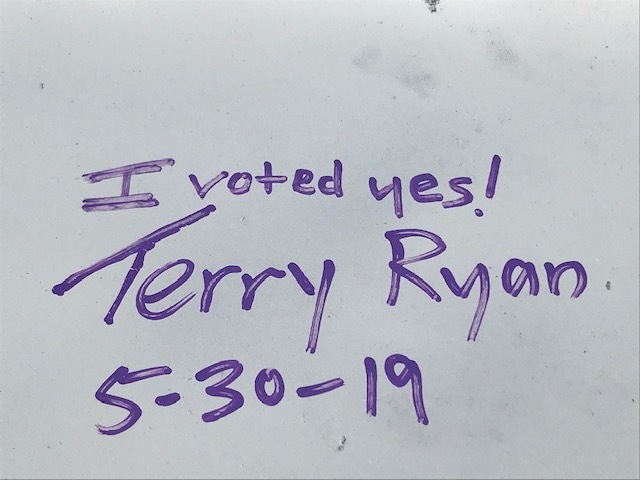 I voted yes!
Terry Ryan
5-30-19